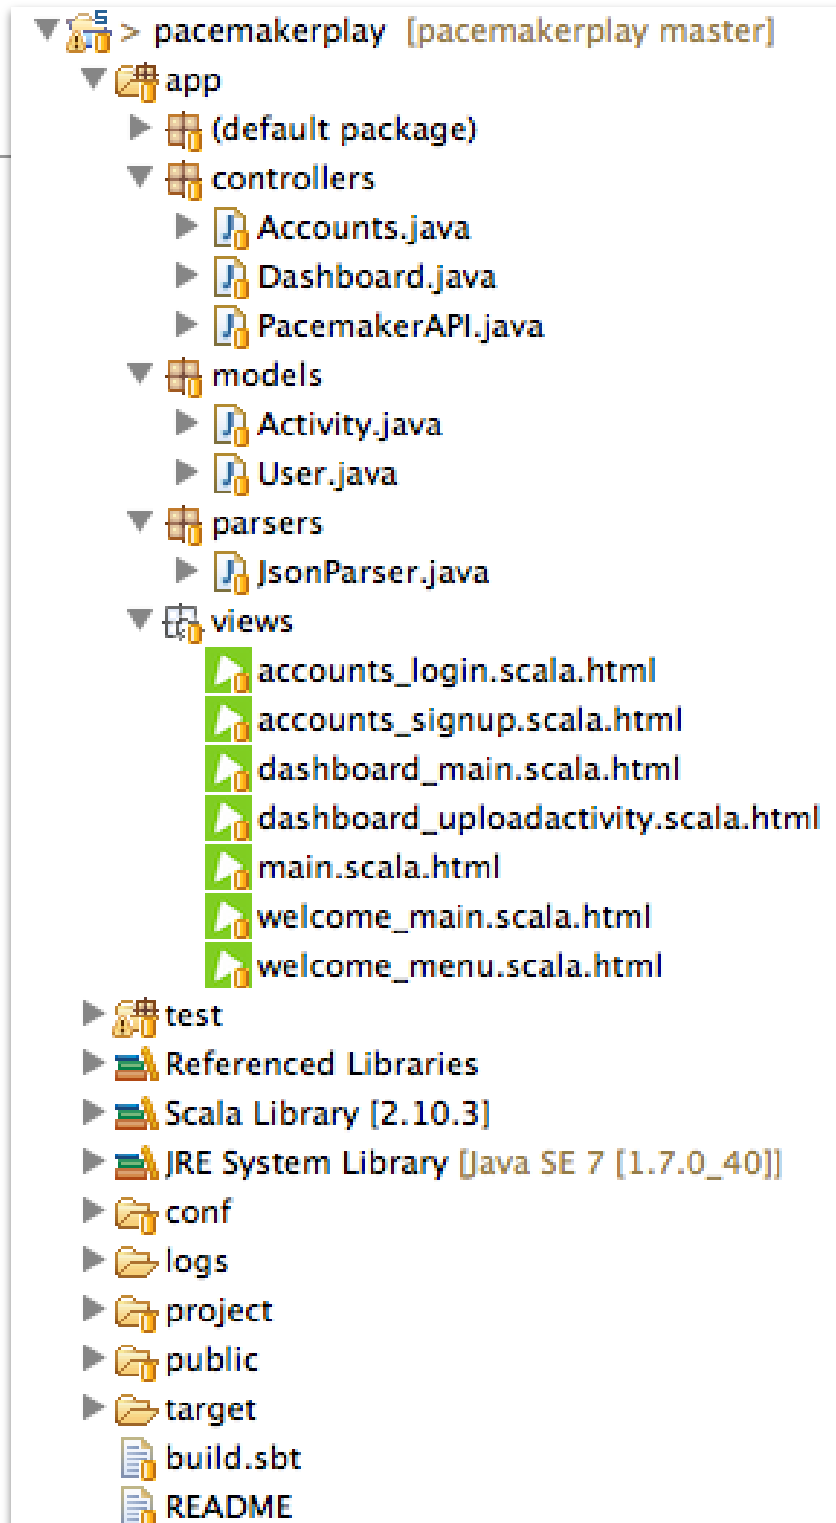 > pacemakerplay [pacemakerplay master]
app
(default package)
controllers
Accounts.java
Dashboard.java
PacemakerAPI.java
models
Activity.java
User.java
parsers
JsonParser.java
views
accounts_login.scala.html
accounts_signup.scala.html
dashboard_main.scala.html
dashboard_uploadactivity.scala.html
main.scala.html
welcome_main.scala.html
welcome_menu.scala.html
test
Referenced Libraries
Scala Library [2.10.3]
JRE System Library [Java SE 7 [1.7.0_40]]
conf
logs
project
public
target
build.sbt
README